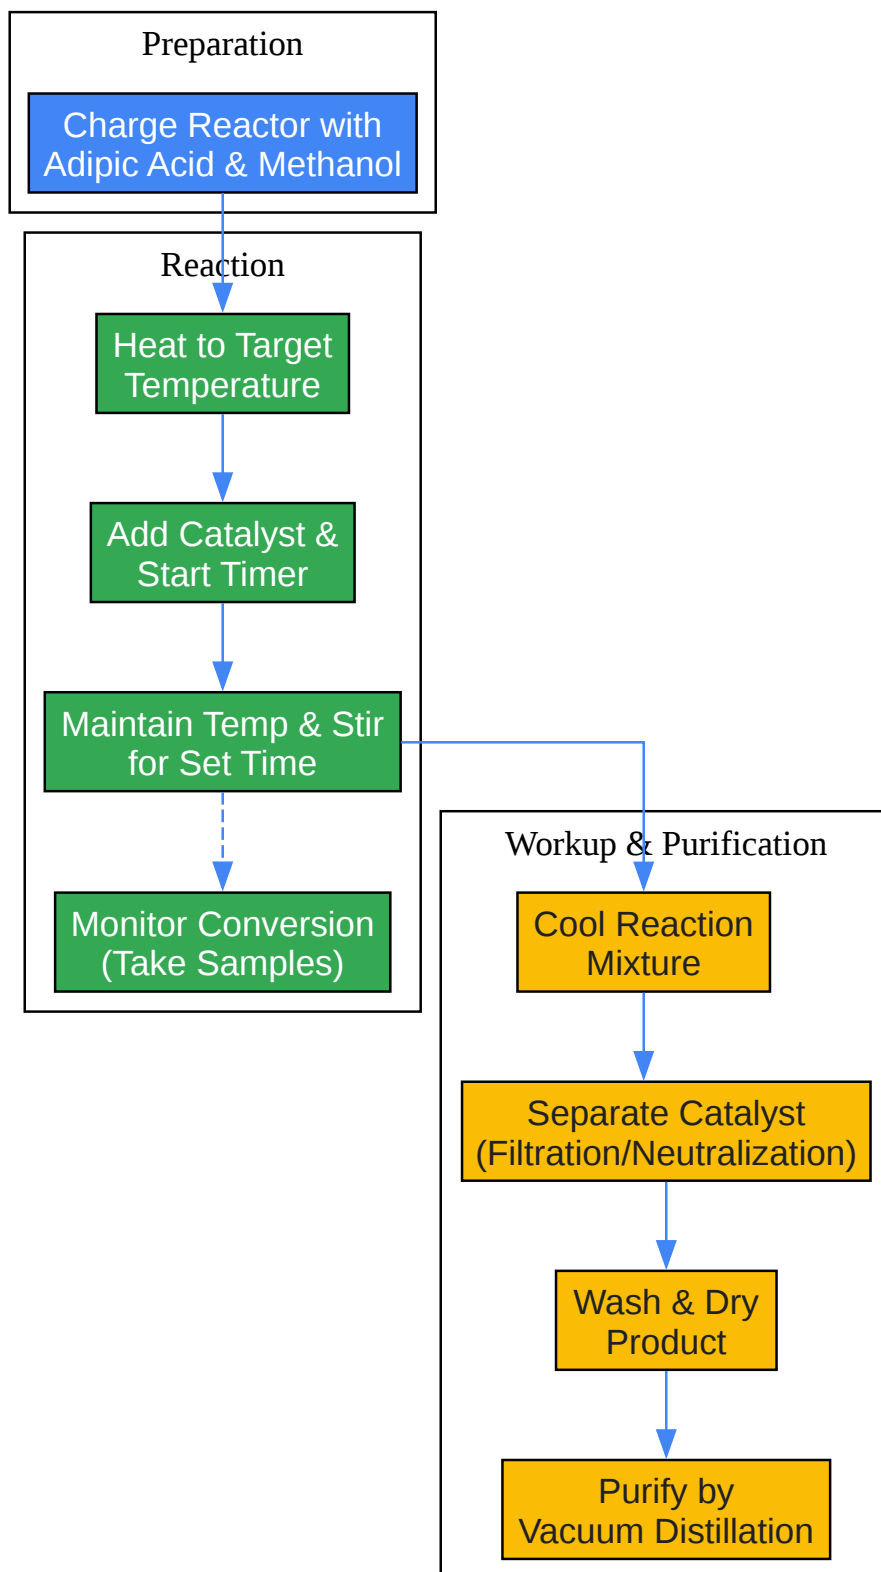 Preparation
Charge Reactor with
Adipic Acid & Methanol
Reaction
Heat to Target
Temperature
Add Catalyst &
Start Timer
Maintain Temp & Stir
for Set Time
Monitor Conversion
(Take Samples)
Workup & Purification
Cool Reaction
Mixture
Separate Catalyst
(Filtration/Neutralization)
Wash & Dry
Product
Purify by
Vacuum Distillation